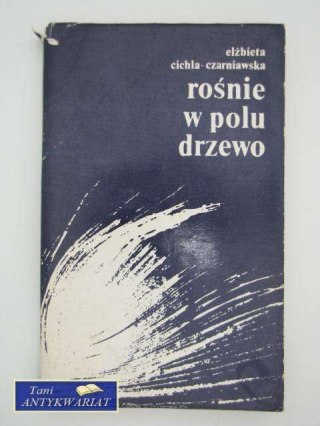 elżbieta
cichla-czarniawska
rośnie
w polu
drzewo
Tani
ANTYKWARIAT